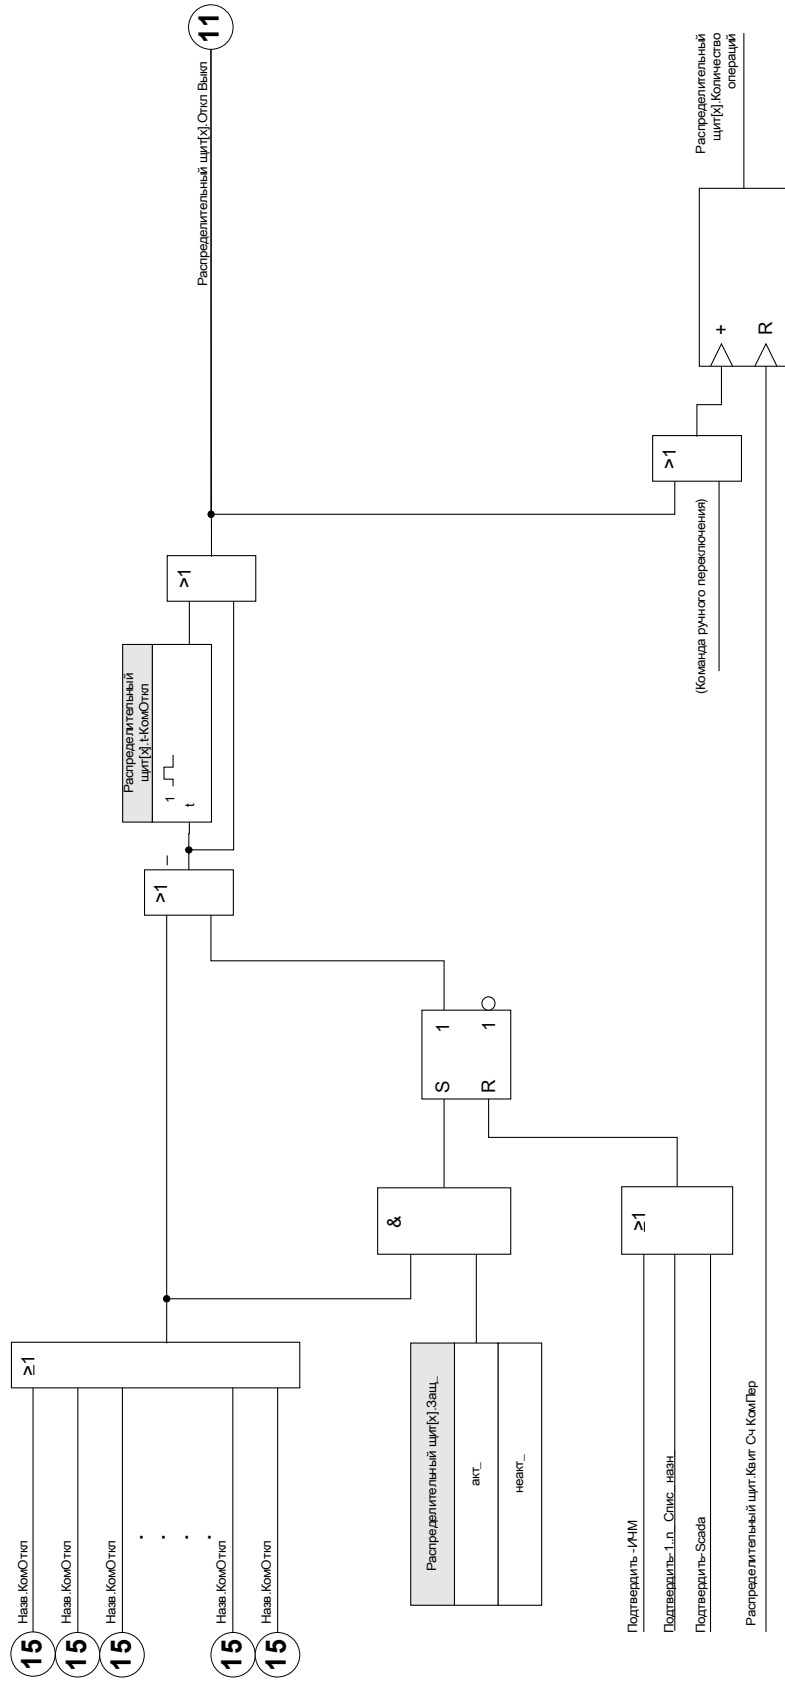 15
Назв.КомОткл
15
Назв.КомОткл
15
Назв.КомОткл
. . . .
15
Назв.КомОткл
15
Назв.КомОткл
≥1
Распределительный щит[x].Защ_
акт_
неакт_
&
S 1
R 1
Подтвердить -ИЧМ
Подтвердить-1..n Спис_назн_
Подтвердить-Scada
≥1
>1
Распределительный
щит[x].t-КомОткл
1
t
>1
Распределительный щит[x].Откл Выкл
11
(Команда ручного переключения)
>1
Распределительный щит.Квит Сч КомПер
+
R
Распределительный
щит[x].Количество
операций